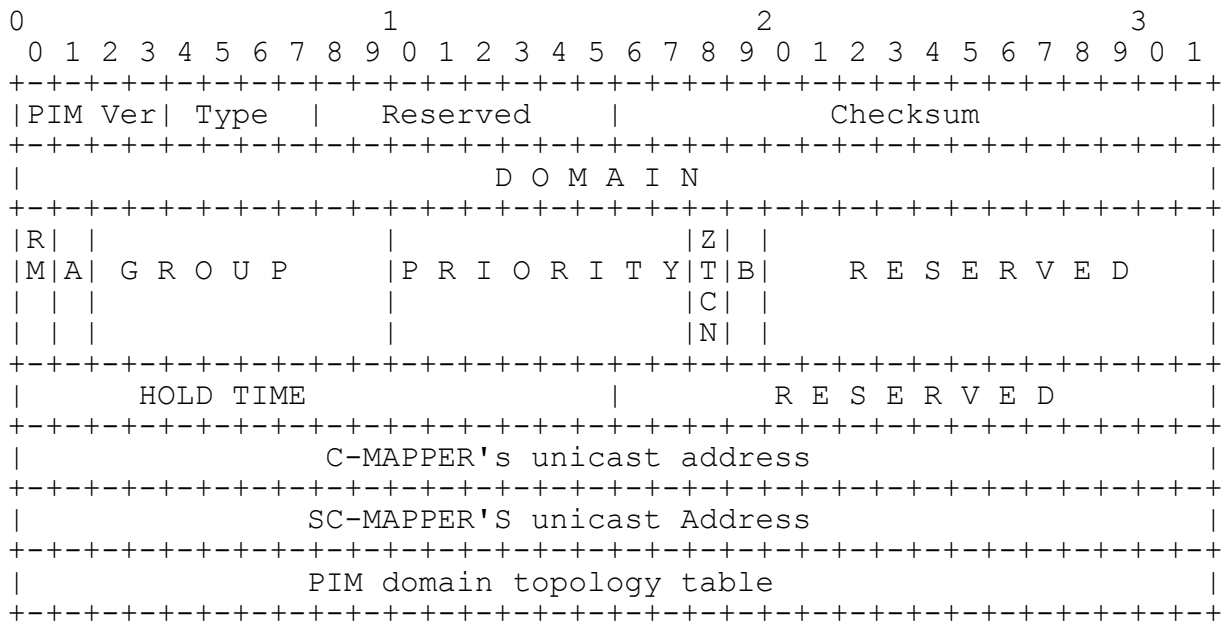 0                   1                   2                   3
 0 1 2 3 4 5 6 7 8 9 0 1 2 3 4 5 6 7 8 9 0 1 2 3 4 5 6 7 8 9 0 1
+-+-+-+-+-+-+-+-+-+-+-+-+-+-+-+-+-+-+-+-+-+-+-+-+-+-+-+-+-+-+-+-+
|PIM Ver| Type  |   Reserved    |           Checksum            |
+-+-+-+-+-+-+-+-+-+-+-+-+-+-+-+-+-+-+-+-+-+-+-+-+-+-+-+-+-+-+-+-+
|                         D O M A I N                           |
+-+-+-+-+-+-+-+-+-+-+-+-+-+-+-+-+-+-+-+-+-+-+-+-+-+-+-+-+-+-+-+-+
|R| |               |               |Z| |                       |
|M|A| G R O U P     |P R I O R I T Y|T|B|    R E S E R V E D    |
| | |               |               |C| |                       |
| | |               |               |N| |                       |
+-+-+-+-+-+-+-+-+-+-+-+-+-+-+-+-+-+-+-+-+-+-+-+-+-+-+-+-+-+-+-+-+
|      HOLD TIME                |        R E S E R V E D        |
+-+-+-+-+-+-+-+-+-+-+-+-+-+-+-+-+-+-+-+-+-+-+-+-+-+-+-+-+-+-+-+-+
|                C-MAPPER's unicast address                     |
+-+-+-+-+-+-+-+-+-+-+-+-+-+-+-+-+-+-+-+-+-+-+-+-+-+-+-+-+-+-+-+-+
|               SC-MAPPER'S unicast Address                     |
+-+-+-+-+-+-+-+-+-+-+-+-+-+-+-+-+-+-+-+-+-+-+-+-+-+-+-+-+-+-+-+-+
|               PIM domain topology table                       |
+-+-+-+-+-+-+-+-+-+-+-+-+-+-+-+-+-+-+-+-+-+-+-+-+-+-+-+-+-+-+-+-+